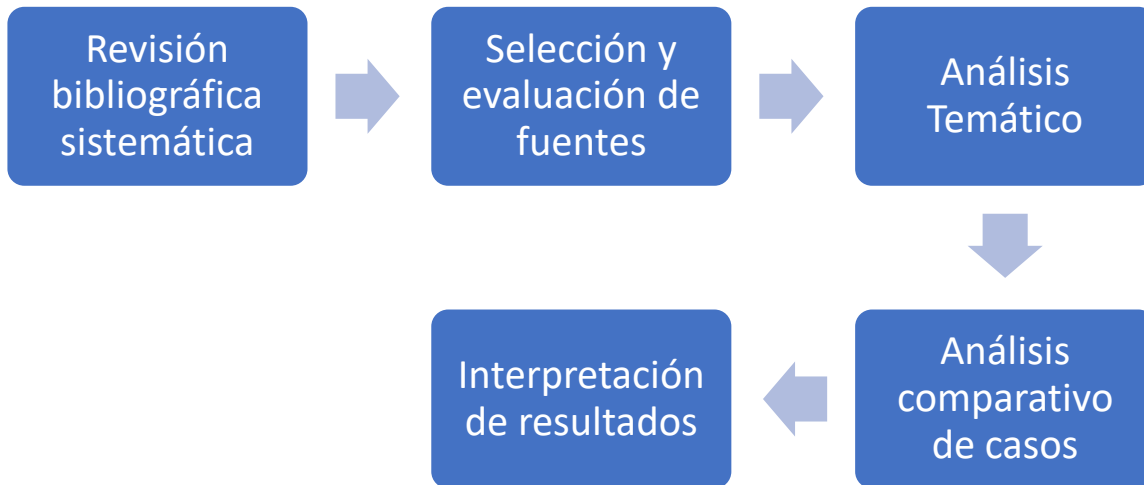 Revisión
bibliográfica
sistemática
Selección y
evaluación de
fuentes
Análisis
Temático
Análisis
comparativo
de casos
Interpretación
de resultados